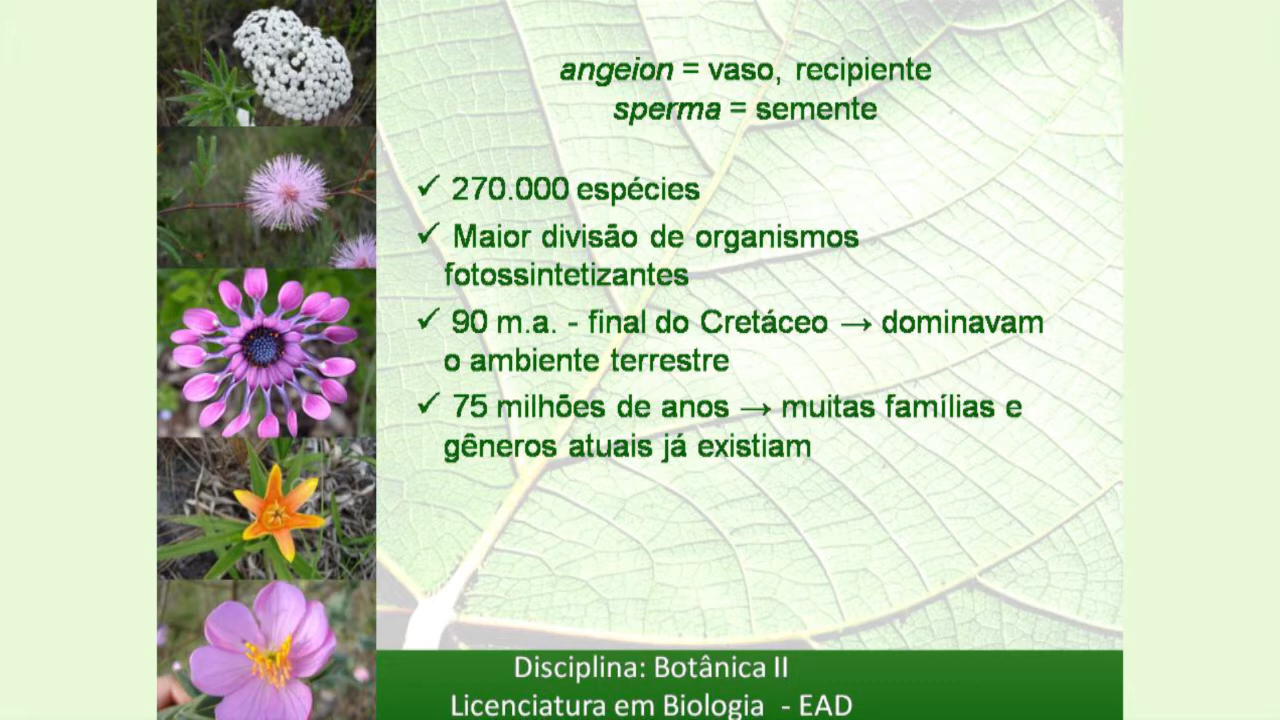 angeion = vaso, recipiente
sperma = semente
✓ 270.000 espécies
✓ Maior divisão de organismos
fotossintetizantes
✓ 90 m.a. - final do Cretáceo → dominavam
o ambiente terrestre
✓ 75 milhões de anos → muitas famílias e
gêneros atuais já existiam
Disciplina: Botânica II
Licenciatura em Biologia - EAD